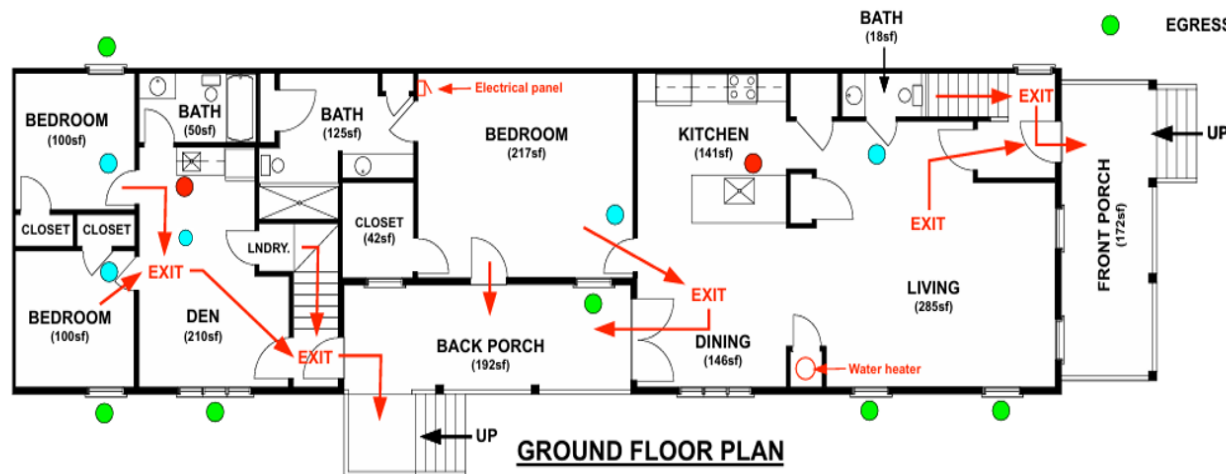 BATH
(18sf)
EGRESS
Electrical panel
BEDROOM
(100sf)
BATH
(50sf)
BATH
(125sf)
BEDROOM
(217sf)
KITCHEN
(141sf)
EXIT
UP
CLOSET
CLOSET
CLOSET
(42sf)
LNDRY.
EXIT
FRONT PORCH
(172sf)
EXIT
EXIT
BEDROOM
(100sf)
DEN
(210sf)
LIVING
(285sf)
EXIT
BACK PORCH
(192sf)
DINING
(146sf)
Water heater
UP
GROUND FLOOR PLAN